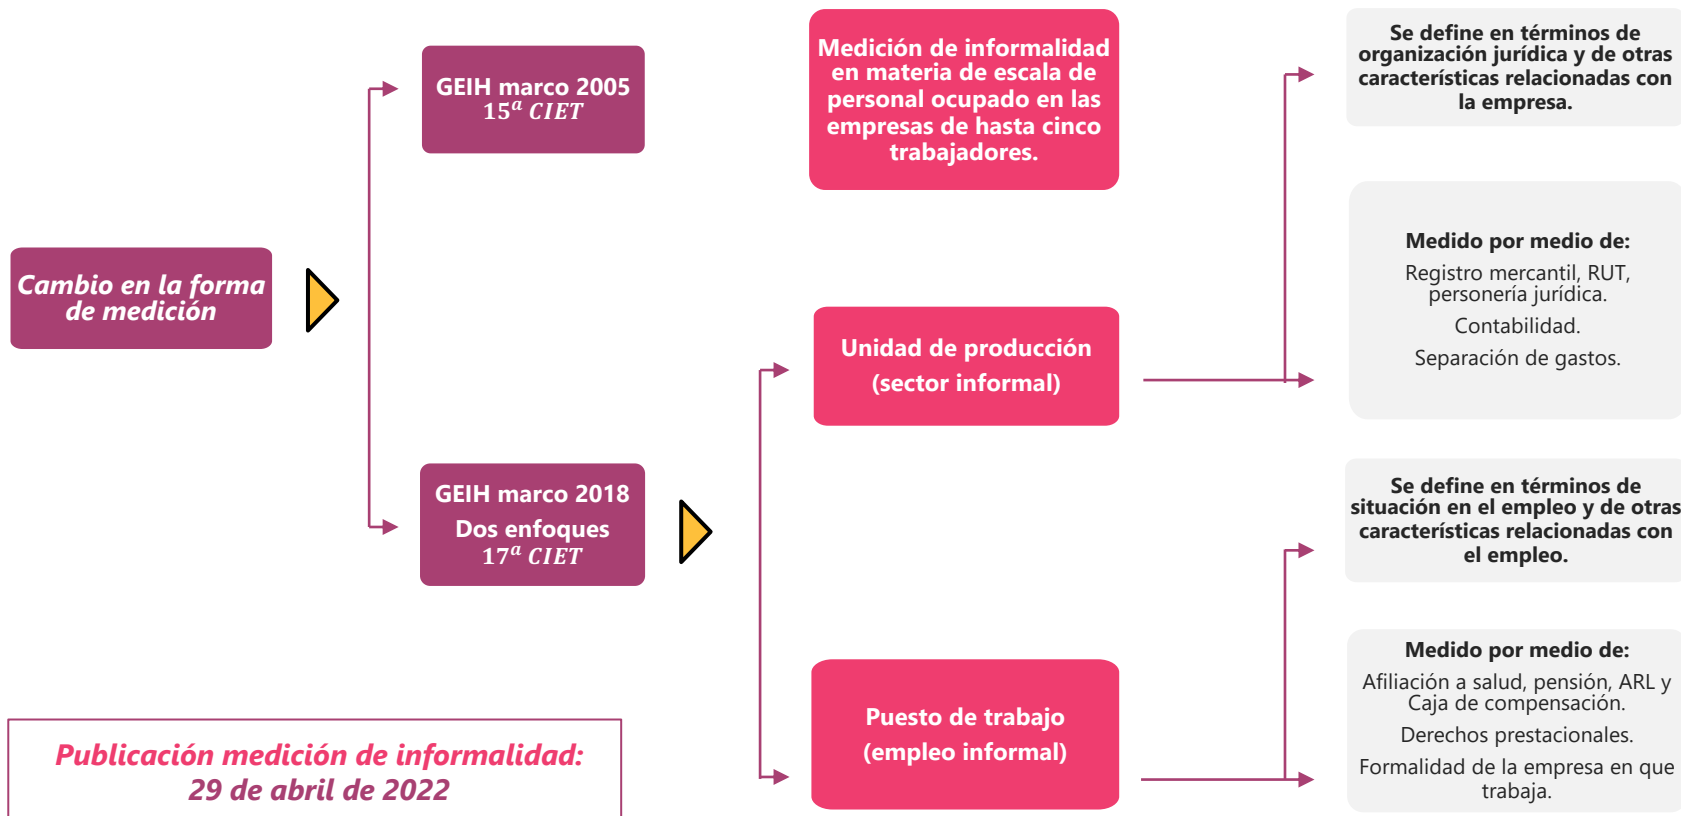 Cambio en la forma
de medición
GEIH marco 2005
15ª CIET
Medición de informalidad
en materia de escala de
personal ocupado en las
empresas de hasta cinco
trabajadores.
GEIH marco 2018
Dos enfoques
17ª CIET
Unidad de producción
(sector informal)
Se define en términos de
organización jurídica y de otras
características relacionadas con
la empresa.
Medido por medio de:
Registro mercantil, RUT,
personería jurídica.
Contabilidad.
Separación de gastos.
Puesto de trabajo
(empleo informal)
Se define en términos de
situación en el empleo y de otras
características relacionadas con
el empleo.
Medido por medio de:
Afiliación a salud, pensión, ARL y
Caja de compensación.
Derechos prestacionales.
Formalidad de la empresa en que
trabaja.
Publicación medición de informalidad:
29 de abril de 2022